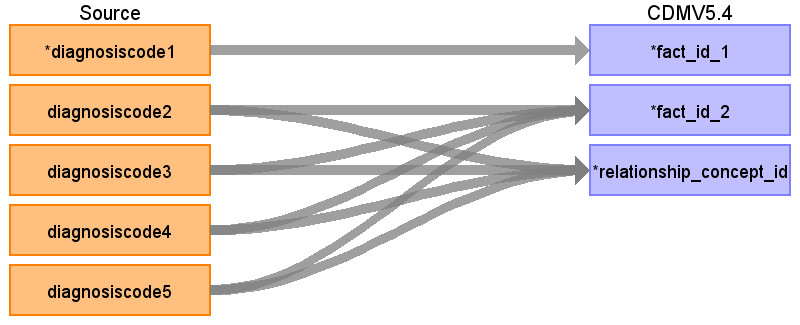 Source
CDMV5.4
*diagnosiscode1
*fact_id_1
diagnosiscode2
*fact_id_2
diagnosiscode3
*relationship_concept_id
diagnosiscode4
diagnosiscode5